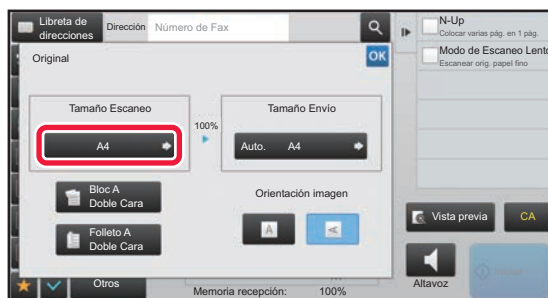 Libreta de
direcciones
Dirección
Número de Fax
N-Up
Colocar varias pág. en 1 pág.
Modo de Escaneo Lento
Escanear orig. papel fino
Original
OK
Tamaño Escaneo
100%
Tamaño Envío
A4
Auto. A4
Bloc A
Doble Cara
Orientación imagen
Folleto A
Doble Cara
A
A
Vista previa
CA
Otros
Memoria recepción: 100%
Altavoz
Iniciar